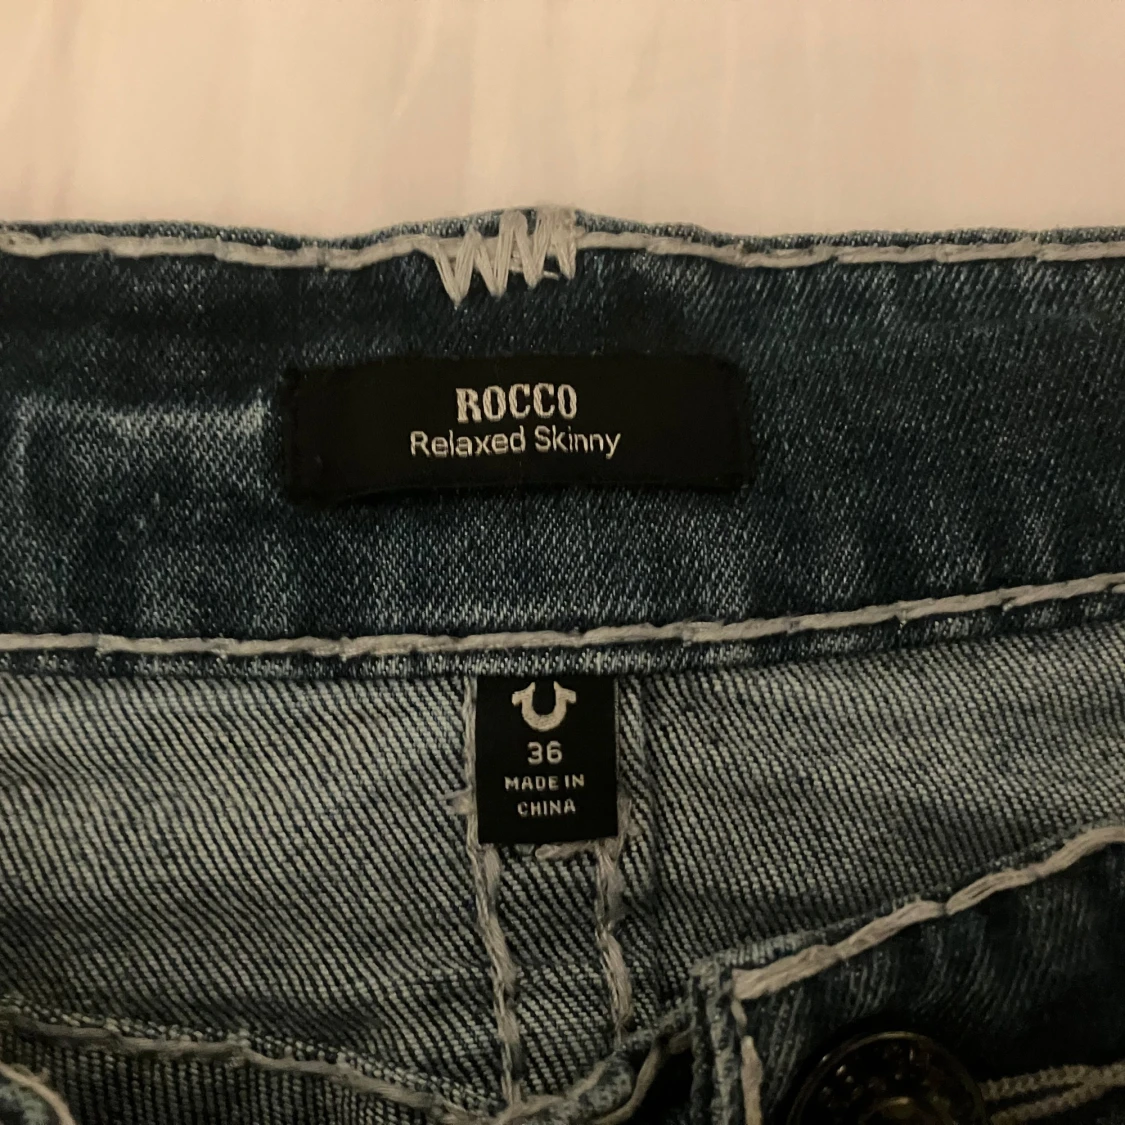 ROCCO
Relaxed Skinny
36
MADE IN
CHINA